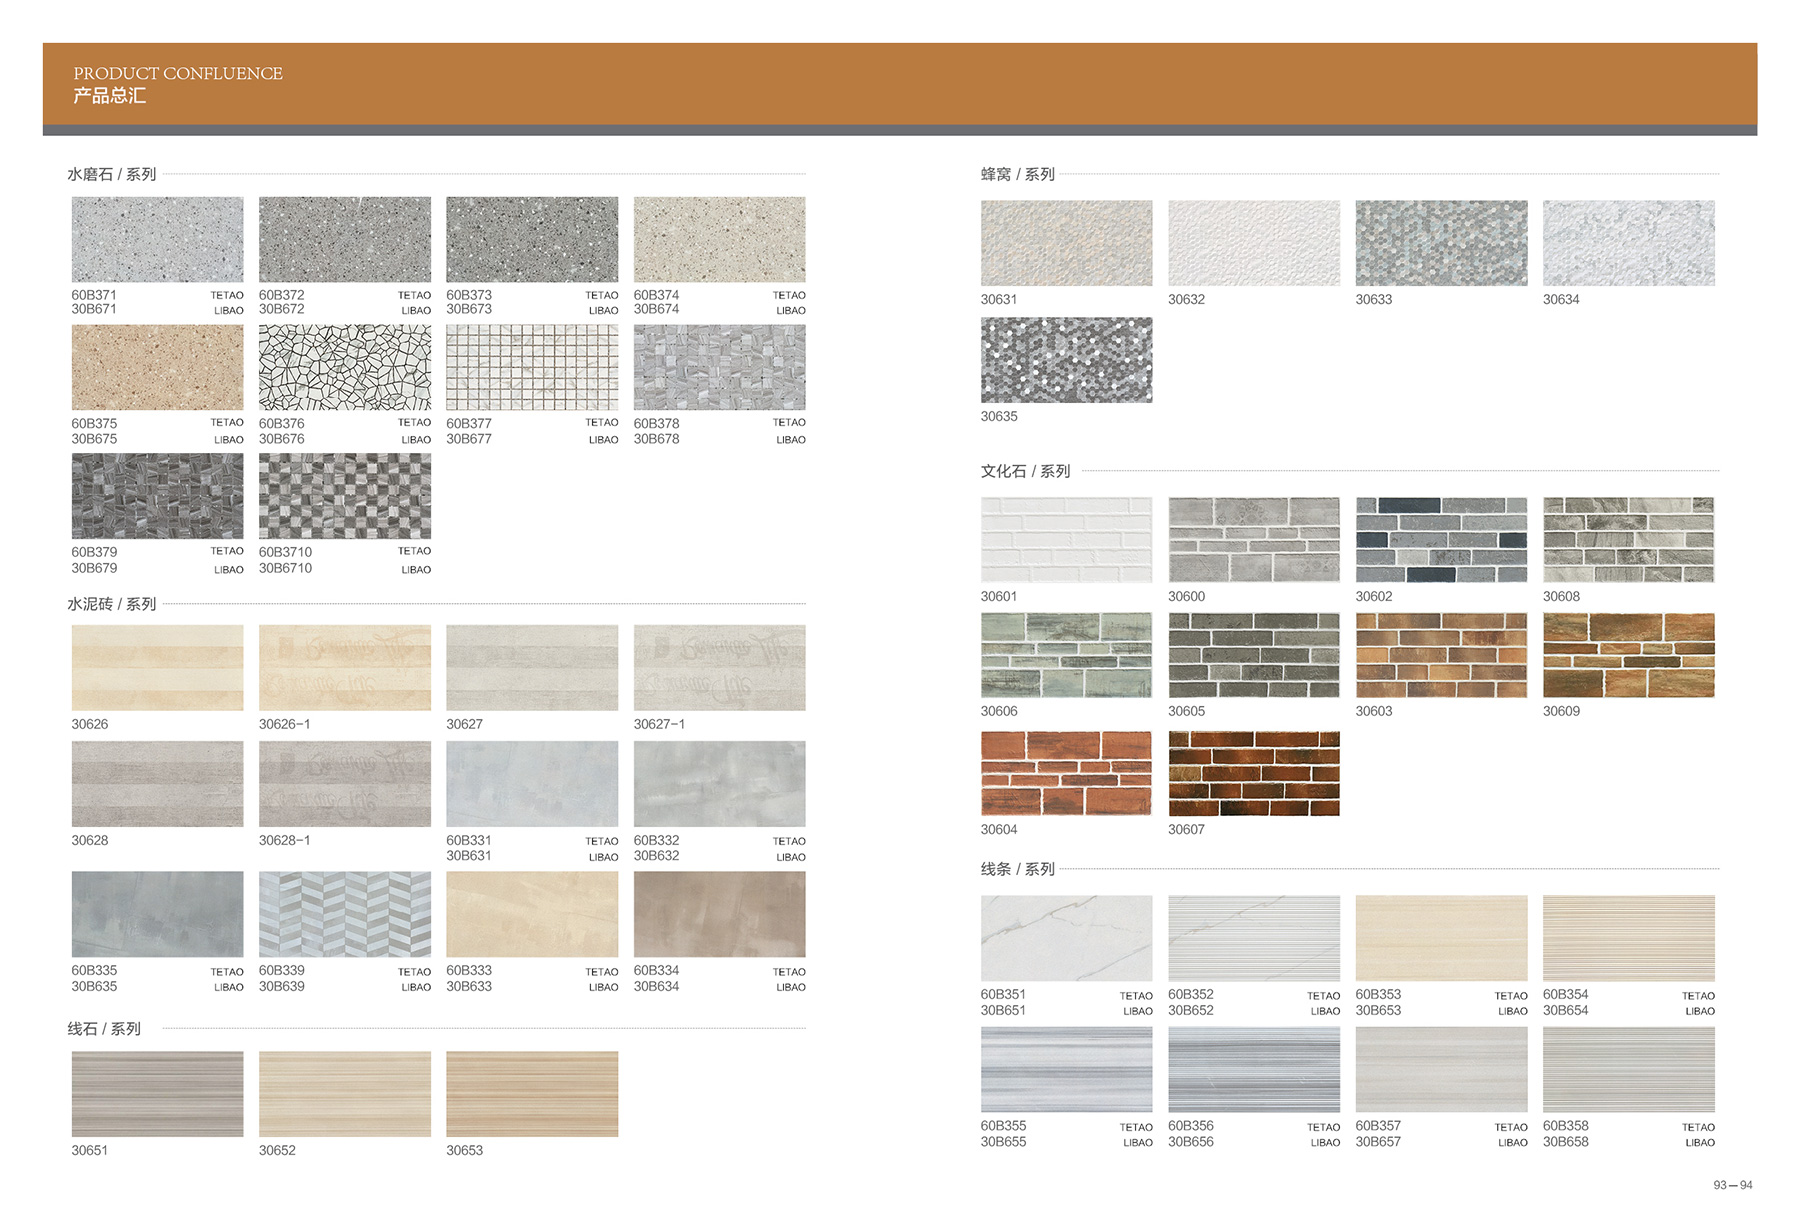 PRODUCT CONFLUENCE
产品总汇
水磨石 / 系列
60B371 TETAO 60B372 TETAO 60B373 TETAO 60B374 TETAO
30B671 LIBAO 30B672 LIBAO 30B673 LIBAO 30B674 LIBAO
60B375 TETAO 60B376 TETAO 60B377 TETAO 60B378 TETAO
30B675 LIBAO 30B676 LIBAO 30B677 LIBAO 30B678 LIBAO
60B379 TETAO 60B3710 TETAO
30B679 LIBAO 30B6710 LIBAO
水泥砖 / 系列
30626 30626-1 30627 30627-1
30628 30628-1 60B331 TETAO 60B332 TETAO
30B631 LIBAO 30B632 LIBAO
60B335 TETAO 60B339 TETAO 60B333 TETAO 60B334 TETAO
30B635 LIBAO 30B639 LIBAO 30B633 LIBAO 30B634 LIBAO
线石 / 系列
30651 30652 30653
蜂窝 / 系列
30631 30632 30633 30634
30635
文化石 / 系列
30601 30600 30602 30608
30606 30605 30603 30609
30604 30607
线条 / 系列
60B351 TETAO 60B352 TETAO 60B353 TETAO 60B354 TETAO
30B651 LIBAO 30B652 LIBAO 30B653 LIBAO 30B654 LIBAO
60B355 TETAO 60B356 TETAO 60B357 TETAO 60B358 TETAO
30B655 LIBAO 30B656 LIBAO 30B657 LIBAO 30B658 LIBAO
93—94